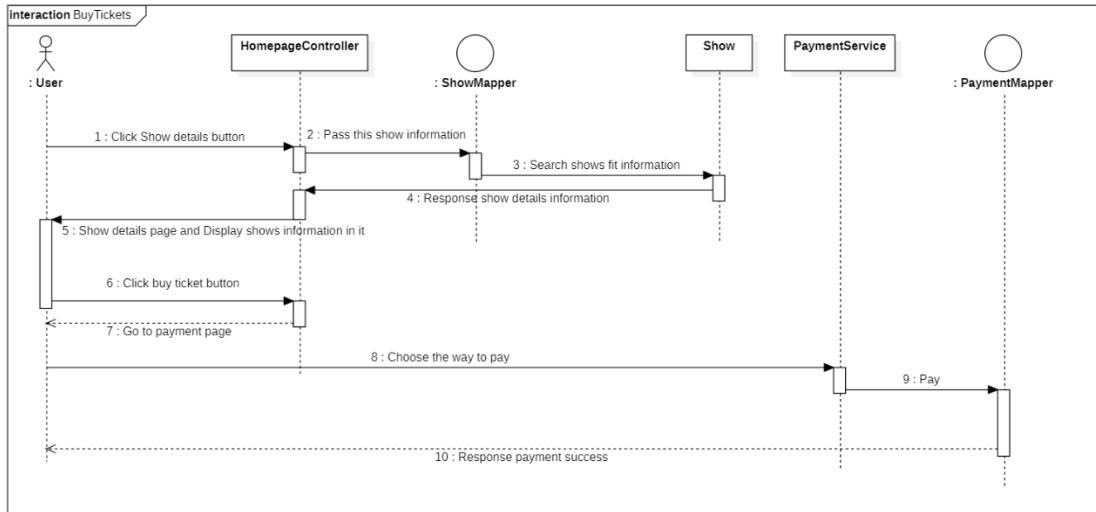 interaction BuyTickets
HomepageController
Show
PaymentService
: User
: ShowMapper
: PaymentMapper
1 : Click Show details button
2 : Pass this show information
3 : Search shows fit information
4 : Response show details information
5 : Show details page and Display shows information in it
6 : Click buy ticket button
7 : Go to payment page
8 : Choose the way to pay
9 : Pay
10 : Response payment success